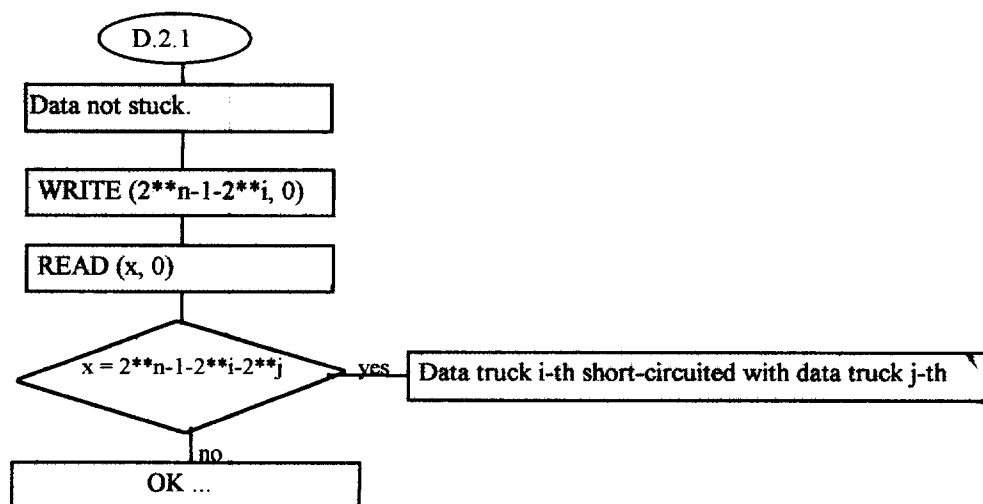 D.2.1
Data not stuck.
WRITE (2**n-1-2**i, 0)
READ (x, 0)
x = 2**n-1-2**i-2**j
yes
Data truck i-th short-circuited with data truck j-th
no
OK ...